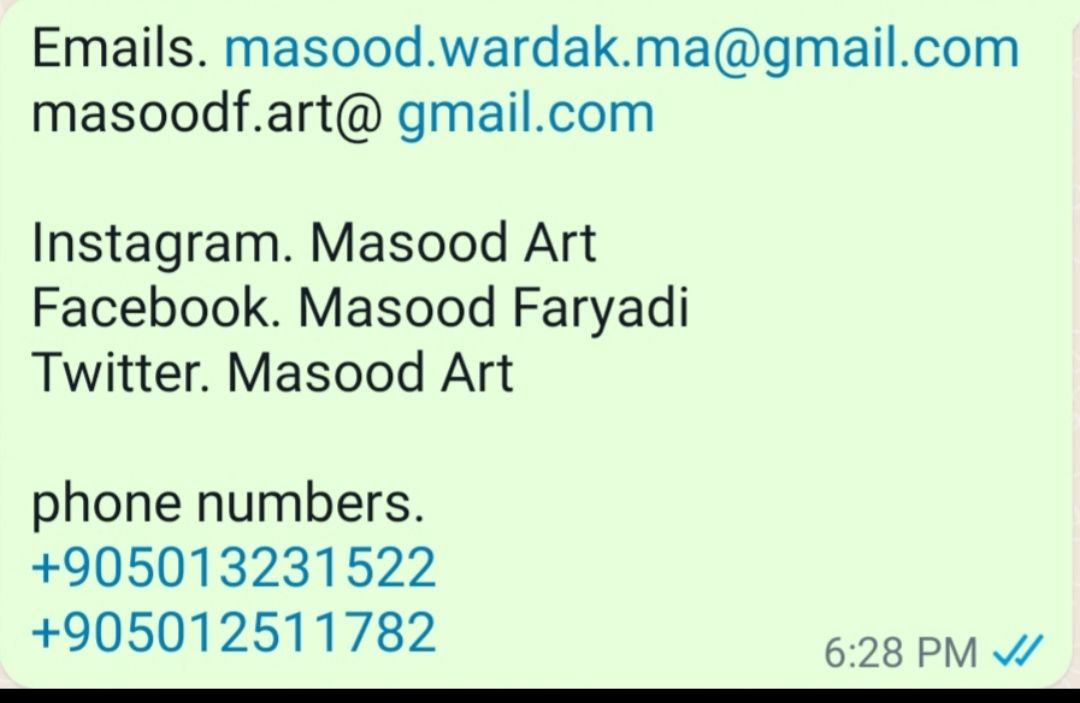 Emails. masood.wardak.ma@gmail.com
masoodf.art@ gmail.com
Instagram. Masood Art
Facebook. Masood Faryadi
Twitter. Masood Art
phone numbers.
+905013231522
+905012511782
6:28 PM